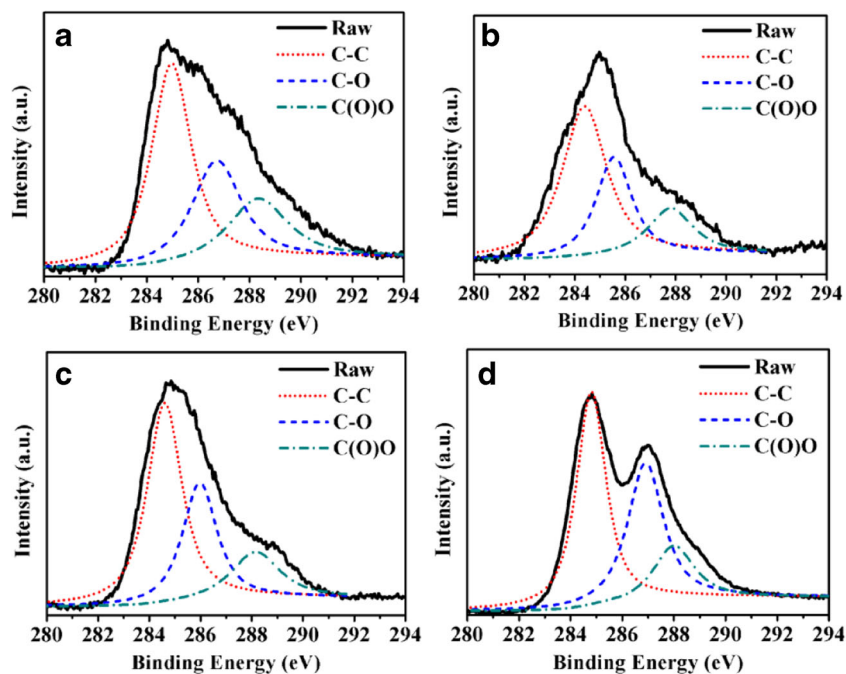 a
Raw
C-C
C-O
C(O)O
Intensity (a.u.)
280 282 284 286 288 290 292 294
Binding Energy (eV)
b
Raw
C-C
C-O
C(O)O
Intensity (a.u.)
280 282 284 286 288 290 292 294
Binding Energy (eV)
c
Raw
C-C
C-O
C(O)O
Intensity (a.u.)
280 282 284 286 288 290 292 294
Binding Energy (eV)
d
Raw
C-C
C-O
C(O)O
Intensity (a.u.)
280 282 284 286 288 290 292 294
Binding Energy (eV)